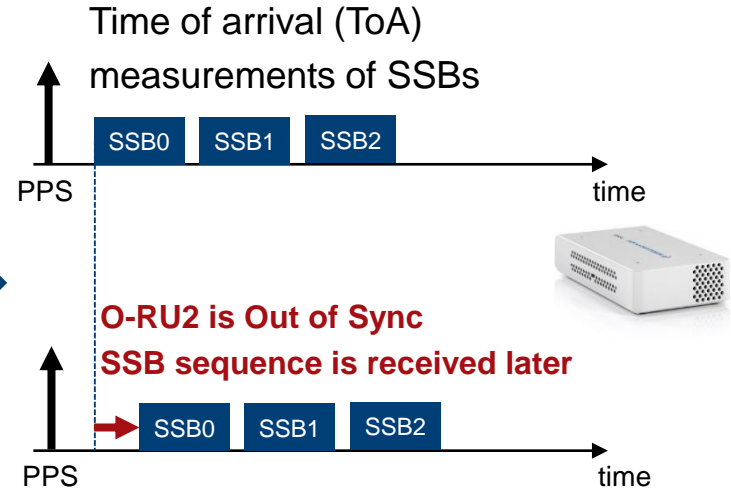 Time of arrival (ToA)
measurements of SSBs
SSB0 SSB1 SSB2
PPS time
O-RU2 is Out of Sync
SSB sequence is received later
SSB0 SSB1 SSB2
PPS time